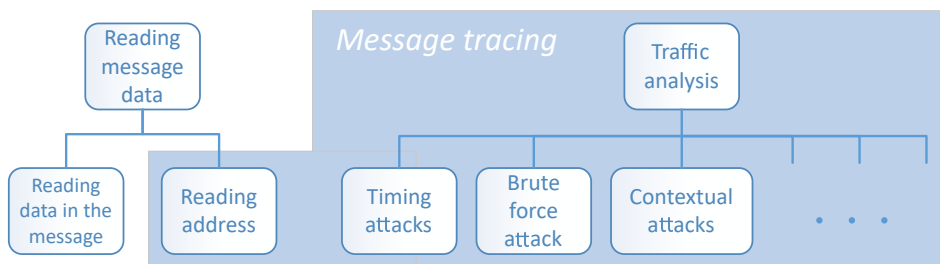 Reading
message
data
Message tracing
Traffic
analysis
Reading
data in the
message
Reading
address
Timing
attacks
Brute
force
attack
Contextual
attacks
. . .